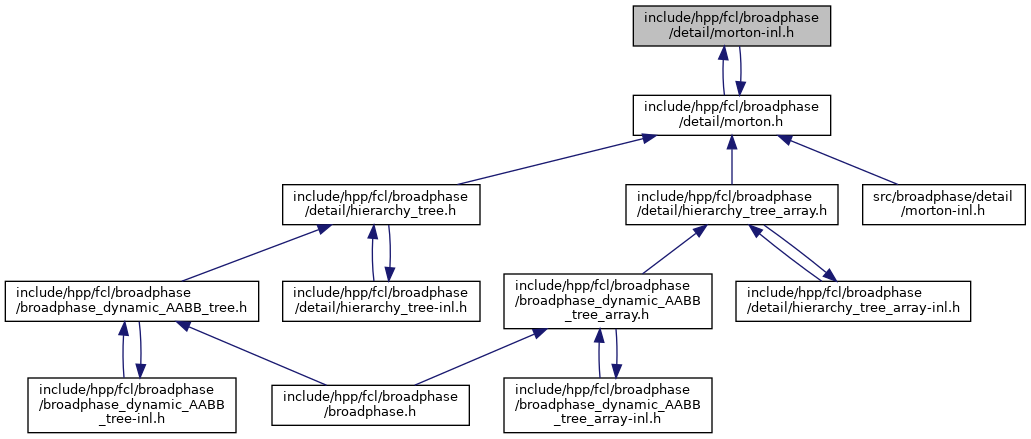 include/hpp/fcl/broadphase
/detail/morton-inl.h
include/hpp/fcl/broadphase
/detail/morton.h
include/hpp/fcl/broadphase
/detail/hierarchy_tree.h
include/hpp/fcl/broadphase
/detail/hierarchy_tree_array.h
src/broadphase/detail
/morton-inl.h
include/hpp/fcl/broadphase
/broadphase_dynamic_AABB_tree.h
include/hpp/fcl/broadphase
/detail/hierarchy_tree-inl.h
include/hpp/fcl/broadphase
/broadphase_dynamic_AABB
_tree_array.h
include/hpp/fcl/broadphase
/detail/hierarchy_tree_array-inl.h
include/hpp/fcl/broadphase
/broadphase_dynamic_AABB
_tree-inl.h
include/hpp/fcl/broadphase
/broadphase.h
include/hpp/fcl/broadphase
/broadphase_dynamic_AABB
_tree_array-inl.h